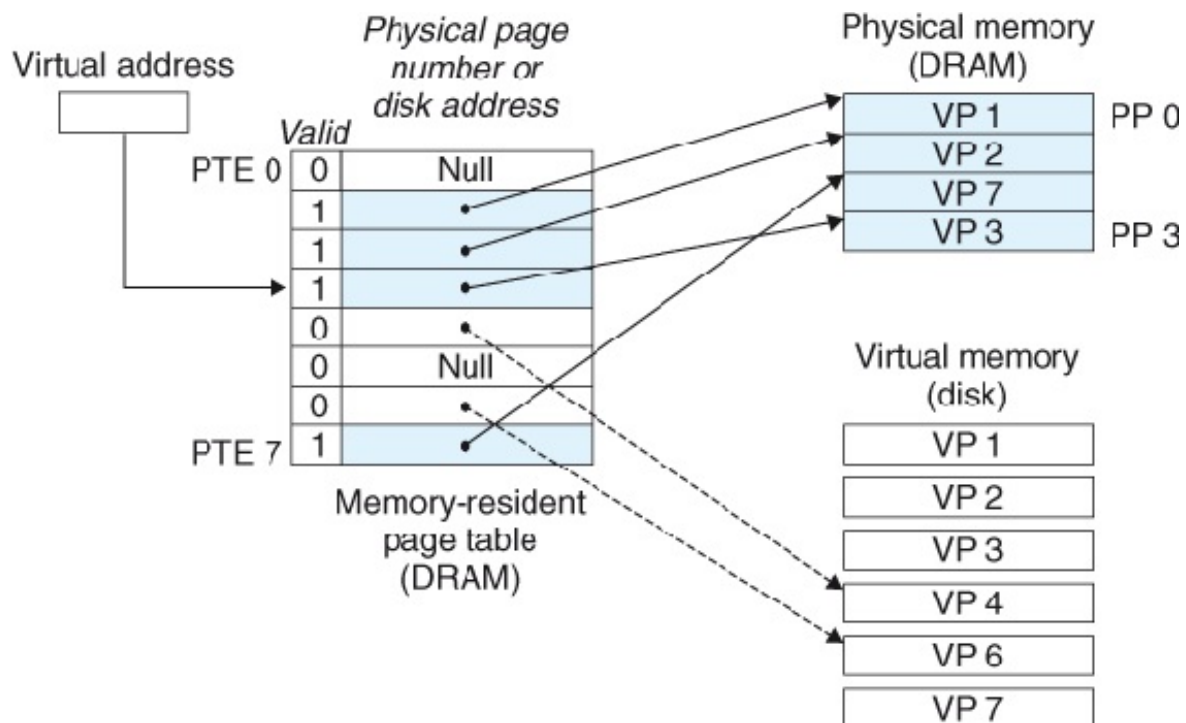 Virtual address
Physical page
number or
disk address
Valid
PTE 0 0 Null
1
1
1
0
0 Null
0
PTE 7 1
Memory-resident
page table
(DRAM)
Physical memory
(DRAM)
VP 1 PP 0
VP 2
VP 7
VP 3 PP 3
Virtual memory
(disk)
VP 1
VP 2
VP 3
VP 4
VP 6
VP 7